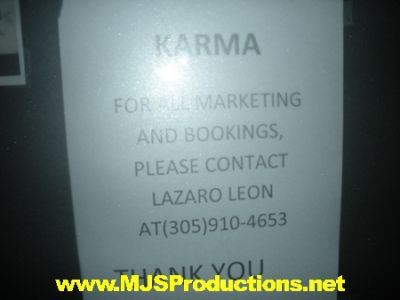 KARMA
FOR ALL MARKETING
AND BOOKINGS,
PLEASE CONTACT
LAZARO LEON
AT(305)910-4653
THANK YOU
www.MJSProductions.net